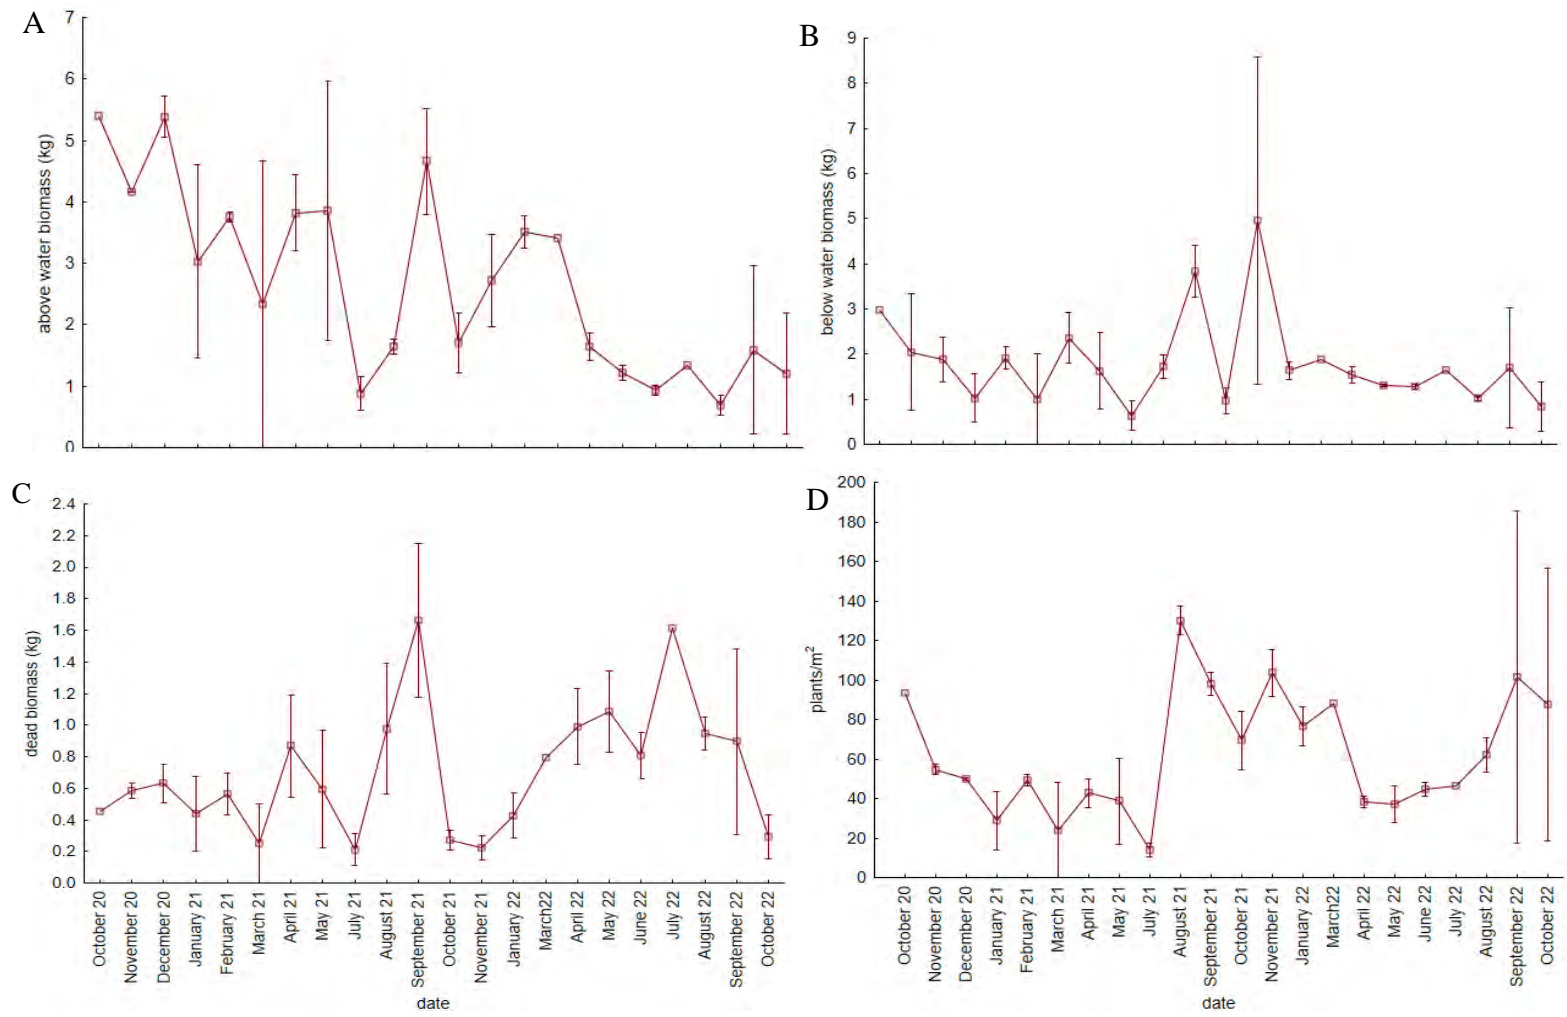 A
7
6
5
4
3
2
1
0
above water biomass (kg)
B
9
8
7
6
5
4
3
2
1
0
below water biomass (kg)
C
2.4
2.2
2.0
1.8
1.6
1.4
1.2
1.0
0.8
0.6
0.4
0.2
0.0
dead biomass (kg)
October 20
November 20
December 20
January 21
February 21
March 21
April 21
May 21
July 21
August 21
September 21
October 21
November 21
January 22
March22
April 22
May 22
June 22
July 22
August 22
September 22
October 22
date
D
200
180
160
140
120
100
80
60
40
20
0
plants/m²
October 20
November 20
December 20
January 21
February 21
March 21
April 21
May 21
July 21
August 21
September 21
October 21
November 21
January 22
March22
April 22
May 22
June 22
July 22
August 22
September 22
October 22
date